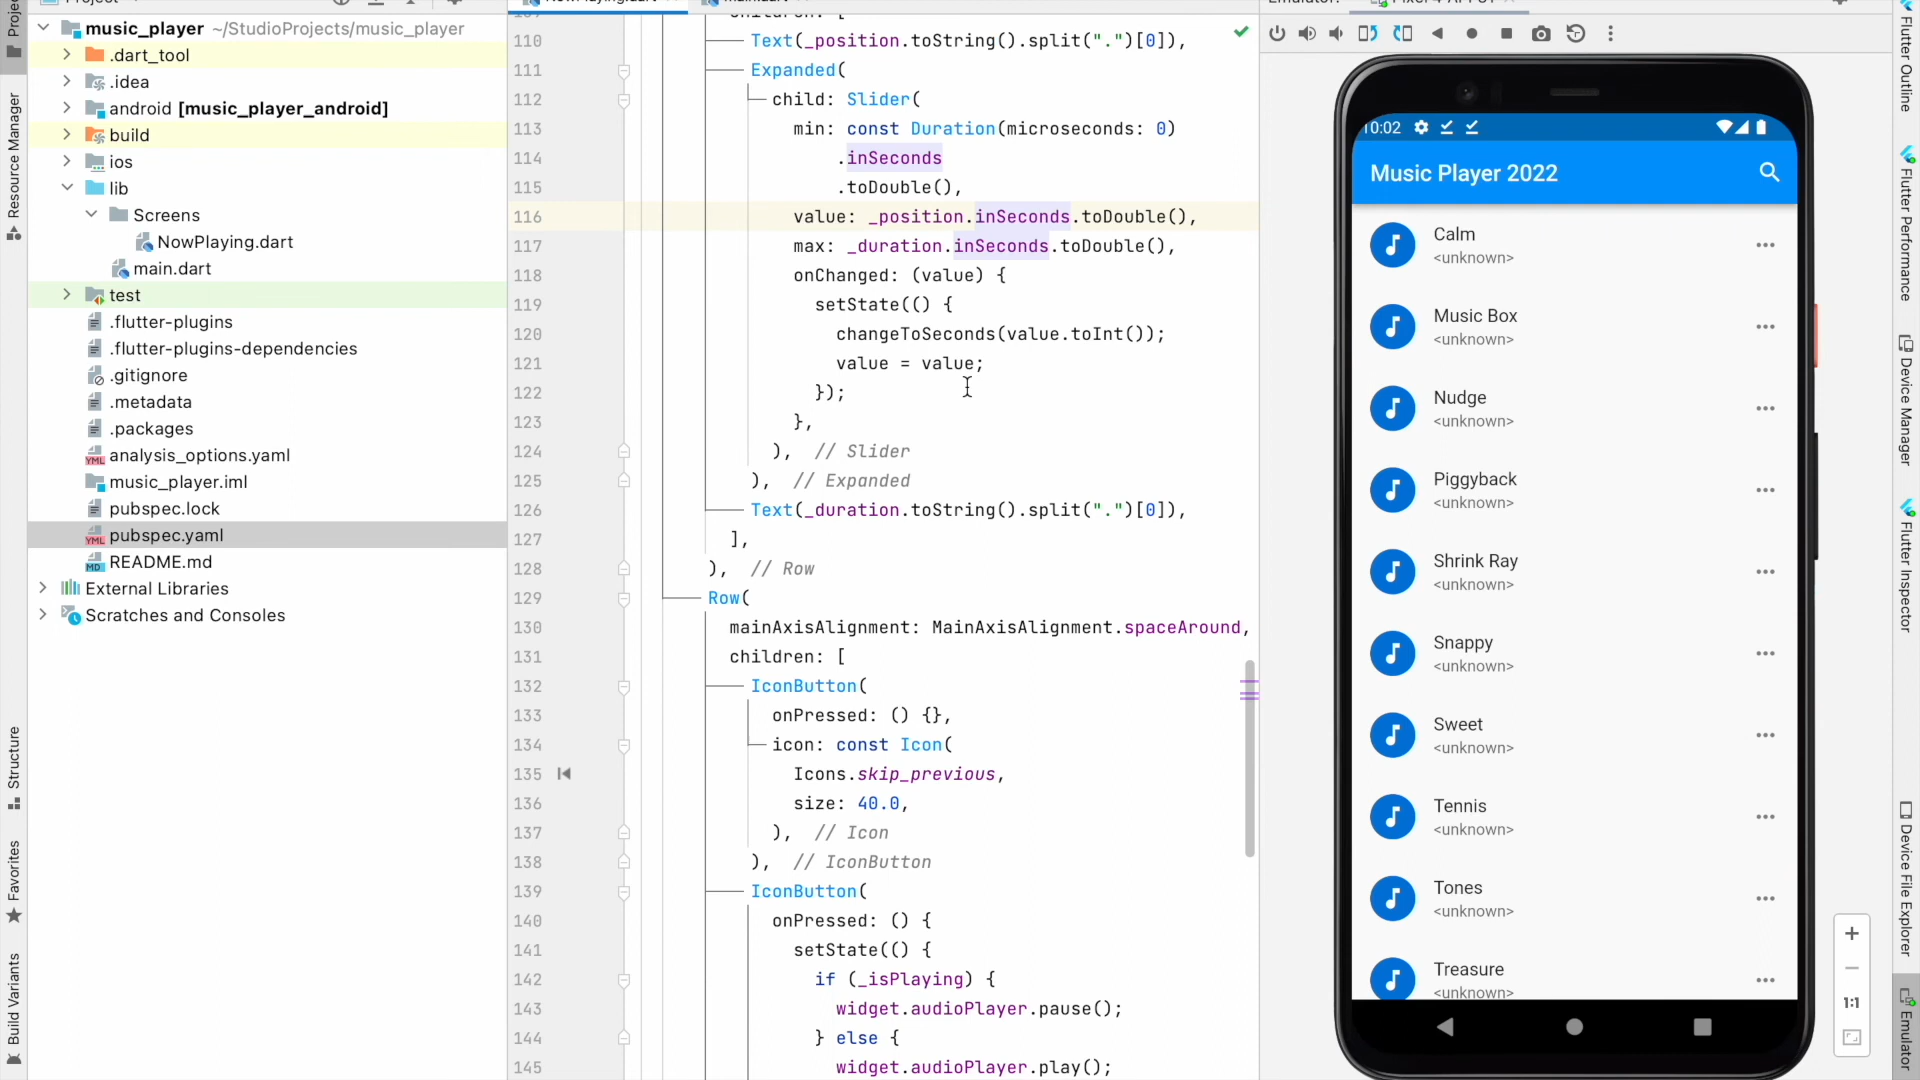 music_player ~/StudioProjects/music_player
.dart_tool
.idea
android [music_player_android]
build
ios
lib
Screens
NowPlaying.dart
main.dart
test
.flutter-plugins
.flutter-plugins-dependencies
.gitignore
.metadata
.packages
analysis_options.yaml
music_player.iml
pubspec.lock
pubspec.yaml
README.md
External Libraries
Scratches and Consoles
Resource Manager
Structure
Favorites
Build Variants
110 Text(_position.toString().split(".")[0]),
111 Expanded(
112 child: Slider(
113 min: const Duration(microseconds: 0)
114 .inSeconds
115 .toDouble(),
116 value: _position.inSeconds.toDouble(),
117 max: _duration.inSeconds.toDouble(),
118 onChanged: (value) {
119 setState(() {
120 changeToSeconds(value.toInt());
121 value = value;
122 });
123 },
124 ), // Slider
125 ), // Expanded
126 Text(_duration.toString().split(".")[0]),
127 ],
128 ), // Row
129 Row(
130 mainAxisAlignment: MainAxisAlignment.spaceAround,
131 children: [
132 IconButton(
133 onPressed: () {},
134 icon: const Icon(
135 Icons.skip_previous,
136 size: 40.0,
137 ), // Icon
138 ), // IconButton
139 IconButton(
140 onPressed: () {
141 setState(() {
142 if (_isPlaying) {
143 widget.audioPlayer.pause();
144 } else {
145 widget.audioPlayer.play();
10:02
Music Player 2022
Calm
<unknown>
Music Box
<unknown>
Nudge
<unknown>
Piggyback
<unknown>
Shrink Ray
<unknown>
Snappy
<unknown>
Sweet
<unknown>
Tennis
<unknown>
Tones
<unknown>
Treasure
<unknown>
1:1
Flutter Outline
Flutter Performance
Device Manager
Flutter Inspector
Device File Explorer
Emulator